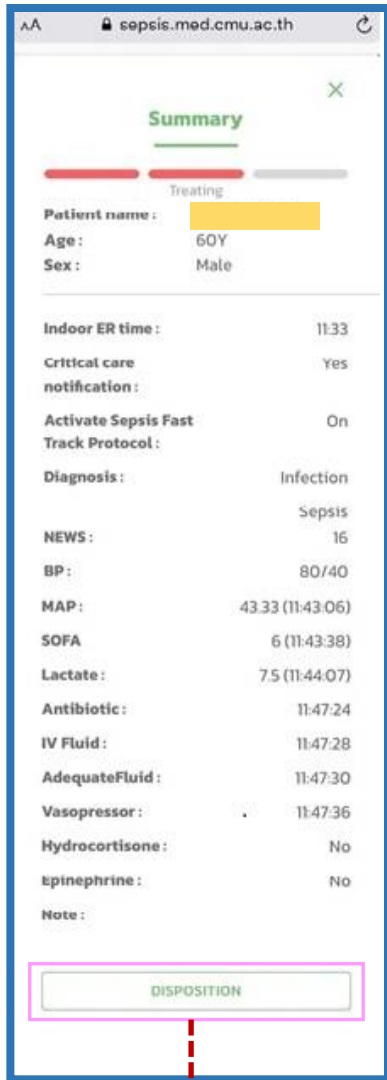 AA sepsis.med.cmu.ac.th
Summary
Treating
Patient name :
Age : 60Y
Sex : Male
Indoor ER time : 11:33
Critical care Yes
notification :
Activate Sepsis Fast On
Track Protocol :
Diagnosis : Infection
Sepsis
NEWS : 16
BP : 80/40
MAP : 43.33 (11:43:06)
SOFA 6 (11:43:38)
Lactate : 7.5 (11:44:07)
Antibiotic : 11:47:24
IV Fluid : 11:47:28
AdequateFluid : 11:47:30
Vasopressor : 11:47:36
Hydrocortisone : No
Epinephrine : No
Note :
DISPOSITION